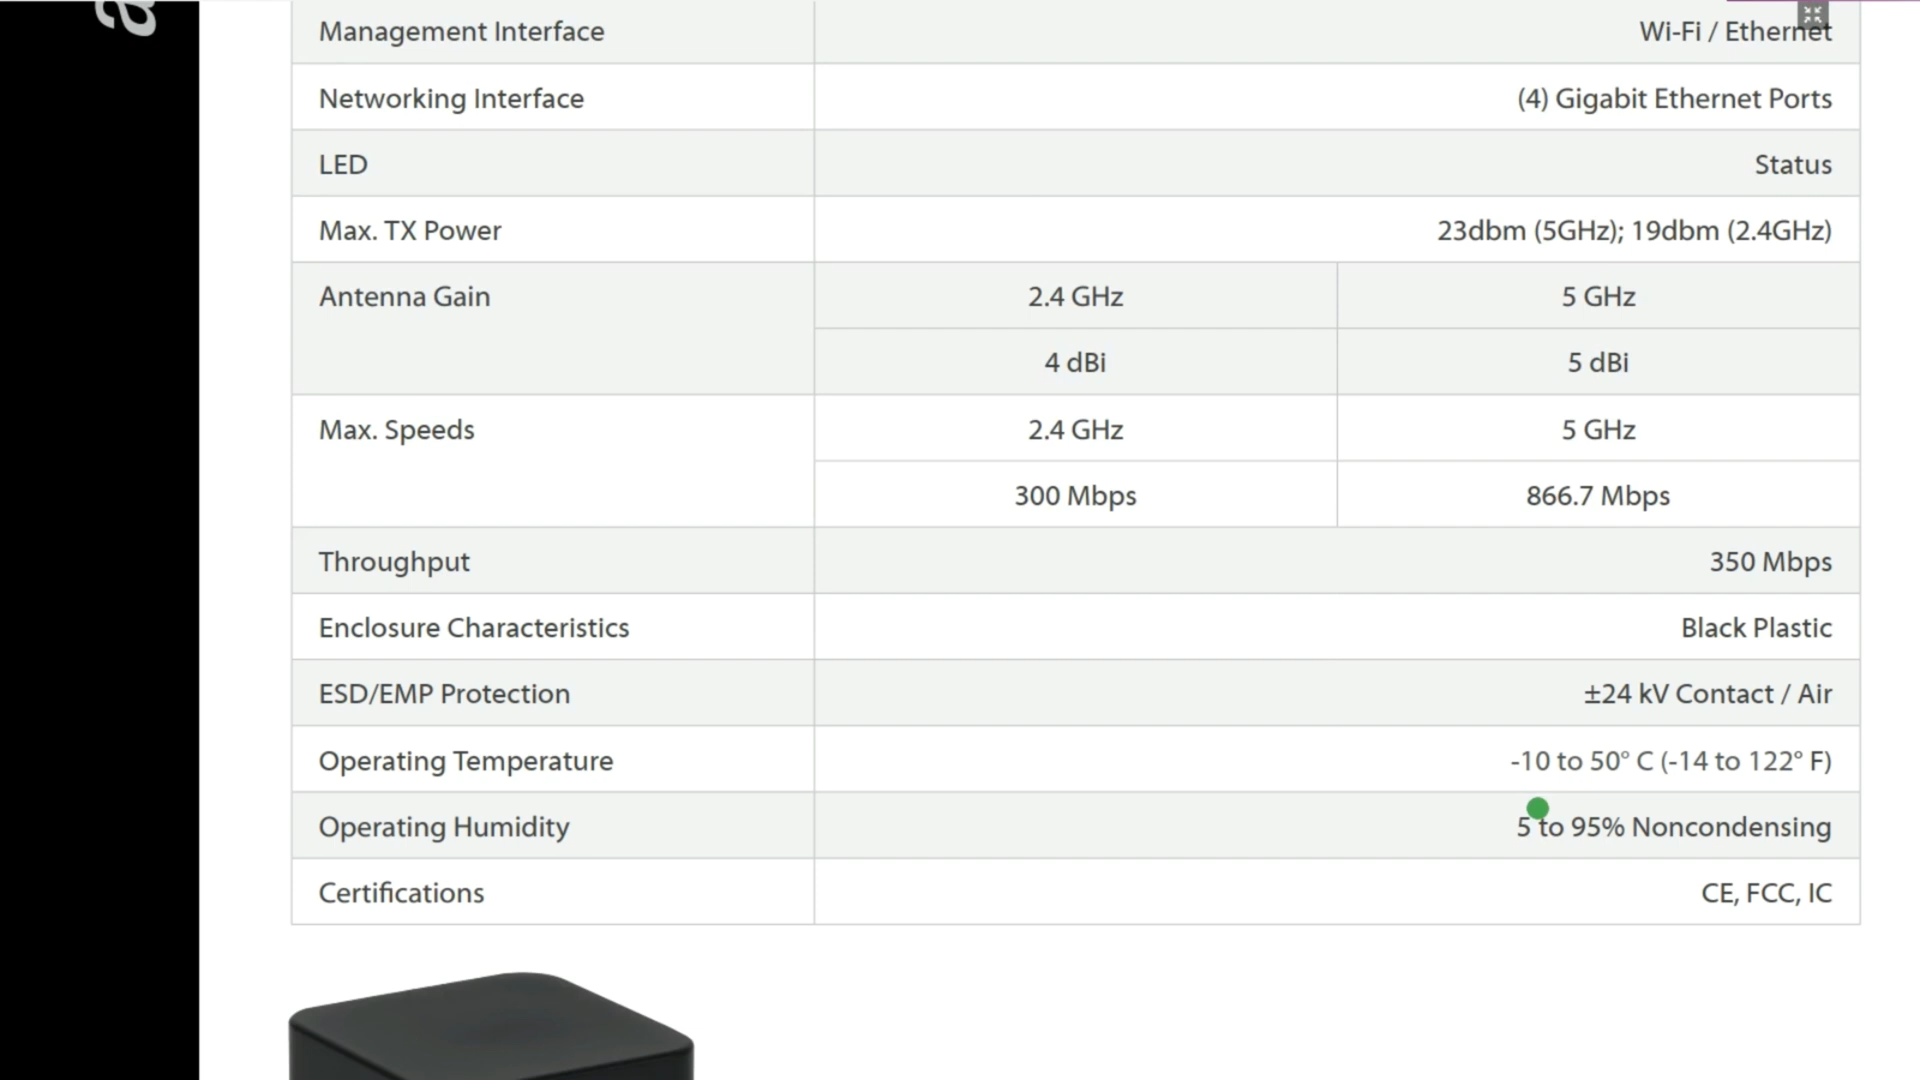 a
Management Interface Wi-Fi / Ethernet
Networking Interface (4) Gigabit Ethernet Ports
LED Status
Max. TX Power 23dbm (5GHz); 19dbm (2.4GHz)
Antenna Gain 2.4 GHz 5 GHz
4 dBi 5 dBi
Max. Speeds 2.4 GHz 5 GHz
300 Mbps 866.7 Mbps
Throughput 350 Mbps
Enclosure Characteristics Black Plastic
ESD/EMP Protection ±24 kV Contact / Air
Operating Temperature -10 to 50° C (-14 to 122° F)
Operating Humidity 5 to 95% Noncondensing
Certifications CE, FCC, IC